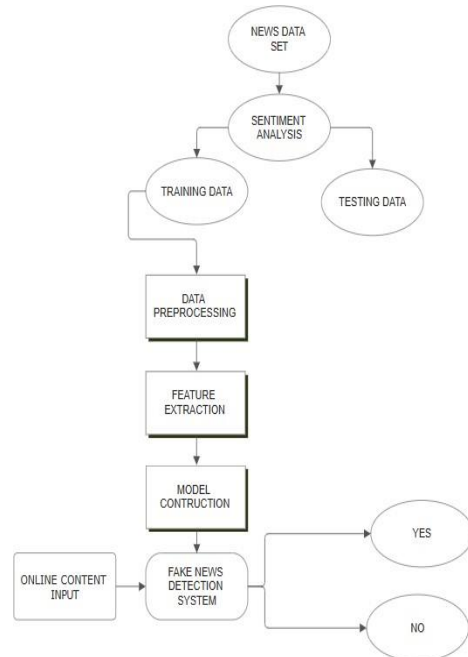 NEWS DATA
SET
SENTIMENT
ANALYSIS
TRAINING DATA
TESTING DATA
DATA
PREPROCESSING
FEATURE
EXTRACTION
MODEL
CONTRUCTION
ONLINE CONTENT
INPUT
FAKE NEWS
DETECTION
SYSTEM
YES
NO